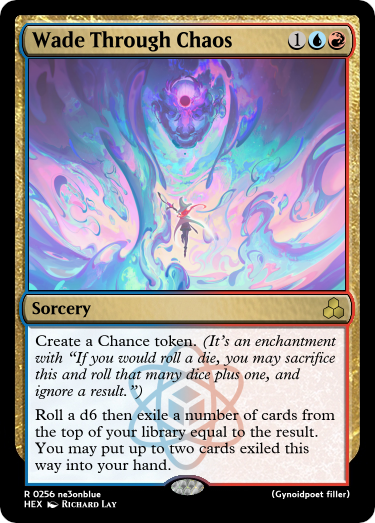 Wade Through Chaos 1
Sorcery
Create a Chance token. (It's an enchantment
with “If you would roll a die, you may sacrifice
this and roll that many dice plus one, and
ignore a result.”)
Roll a d6 then exile a number of cards from
the top of your library equal to the result.
You may put up to two cards exiled this
way into your hand.
R 0256 ne3onblue
HEX Richard Lay
(Gynoidpoet filler)